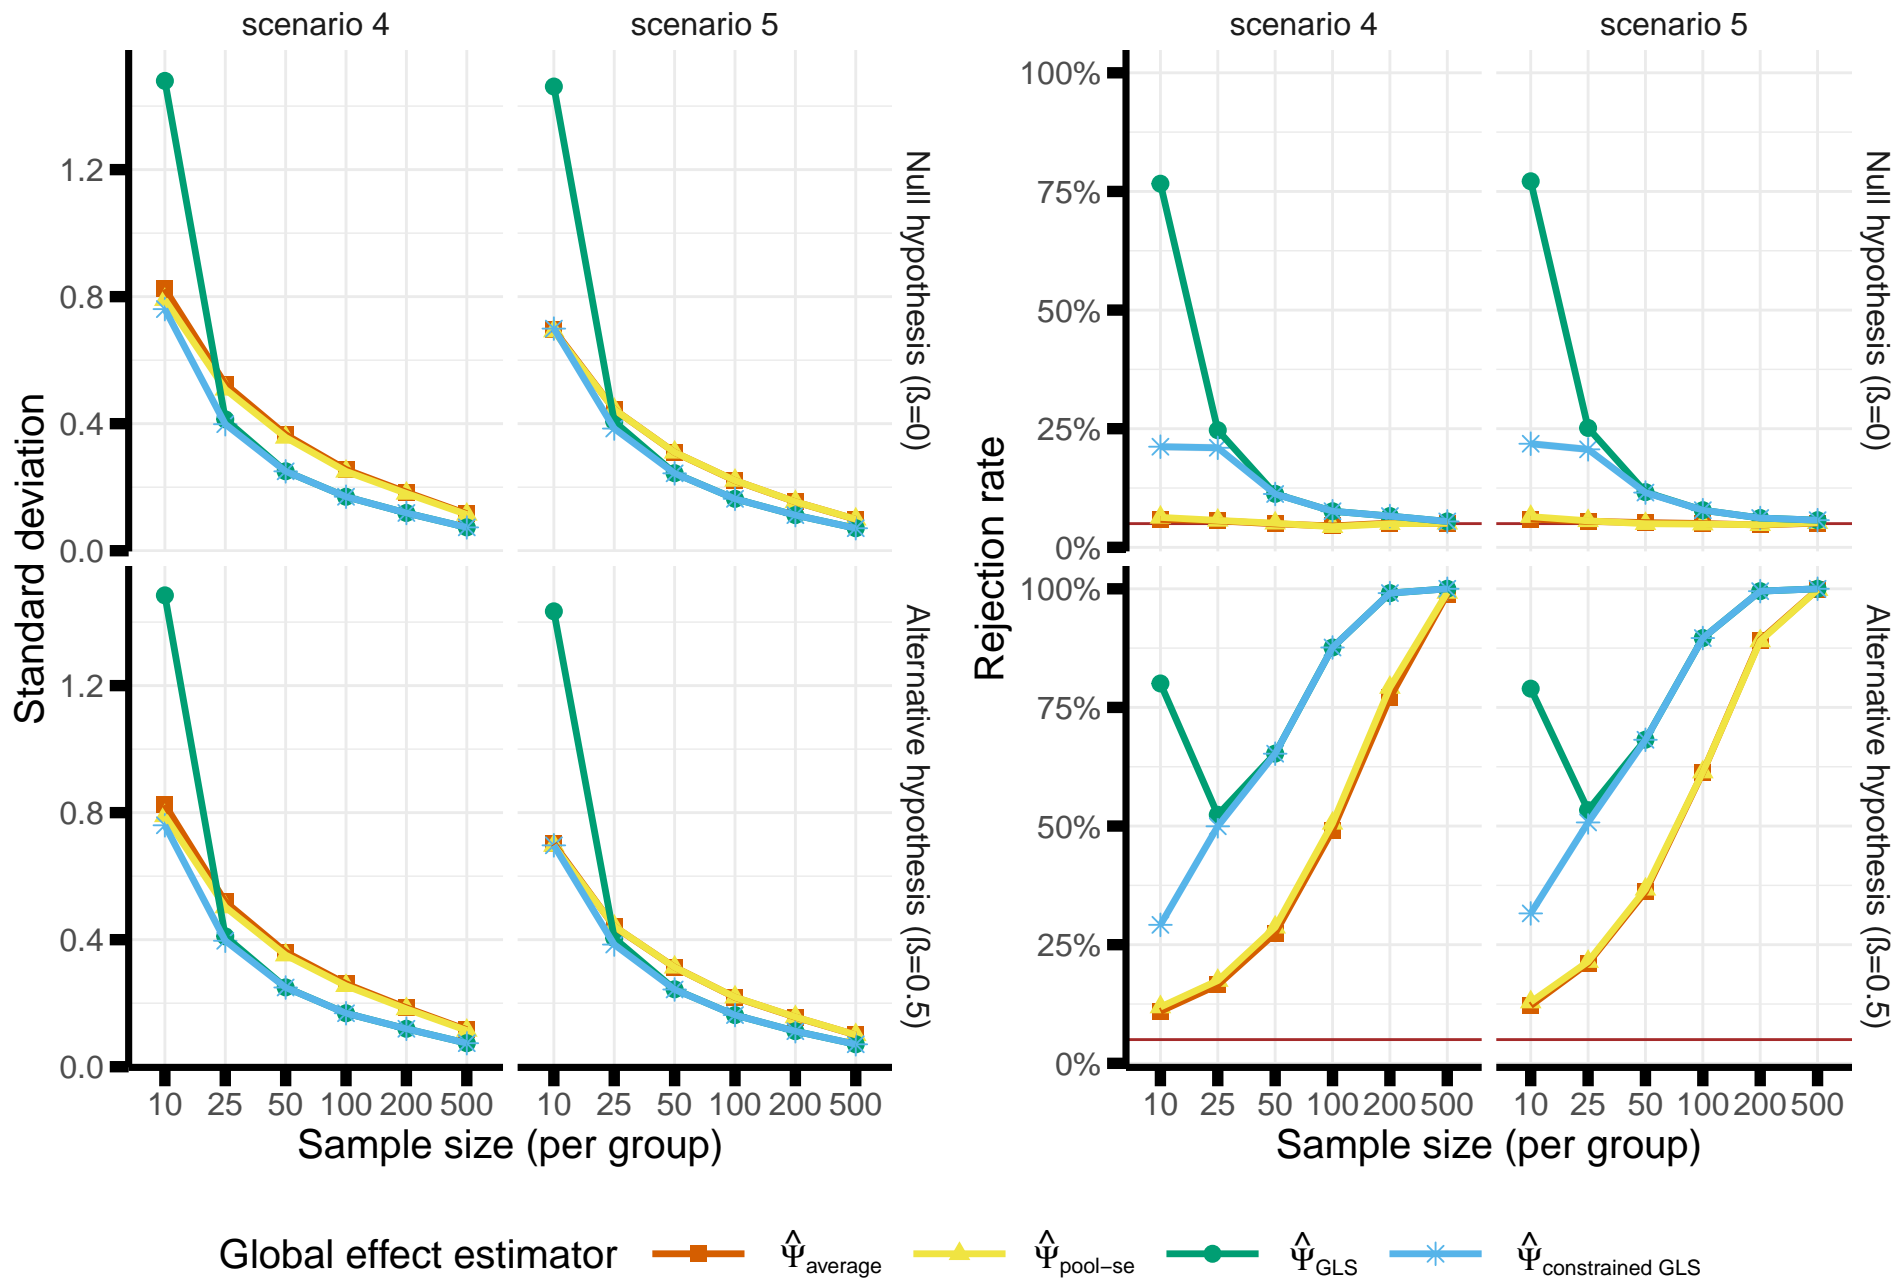 scenario 4 scenario 5
1.2
0.8
0.4
0.0
Null hypothesis (ß=0)
1.2
0.8
0.4
0.0
Alternative hypothesis (ß=0.5)
Standard deviation
10 25 50 100 200 500 10 25 50 100 200 500
Sample size (per group)
scenario 4 scenario 5
100%
75%
50%
25%
0%
Null hypothesis (ß=0)
100%
75%
50%
25%
0%
Alternative hypothesis (ß=0.5)
Rejection rate
10 25 50 100 200 500 10 25 50 100 200 500
Sample size (per group)
Global effect estimator Ψ̂average Ψ̂pool−se Ψ̂GLS Ψ̂constrained GLS